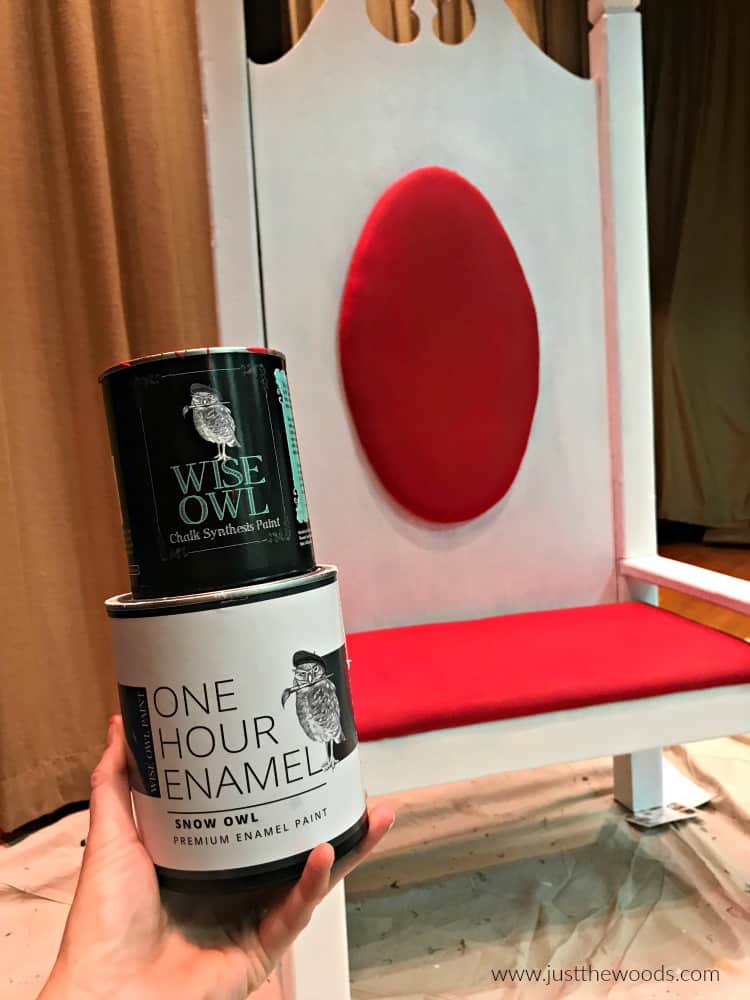 WISE
OWL
Chalk Synthesis Paint
WISE OWL PAINT
ONE
HOUR
ENAMEL
SNOW OWL
PREMIUM ENAMEL PAINT
www.justthewoods.com